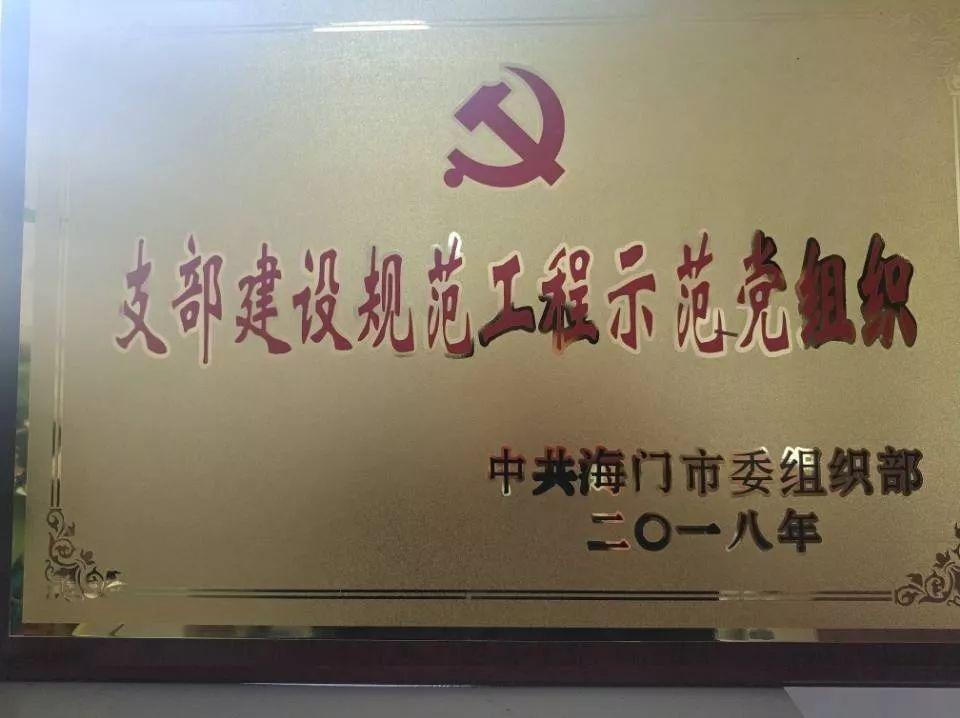 支部建设规范工程示范党组织
中共海门市委组织部
二〇一八年